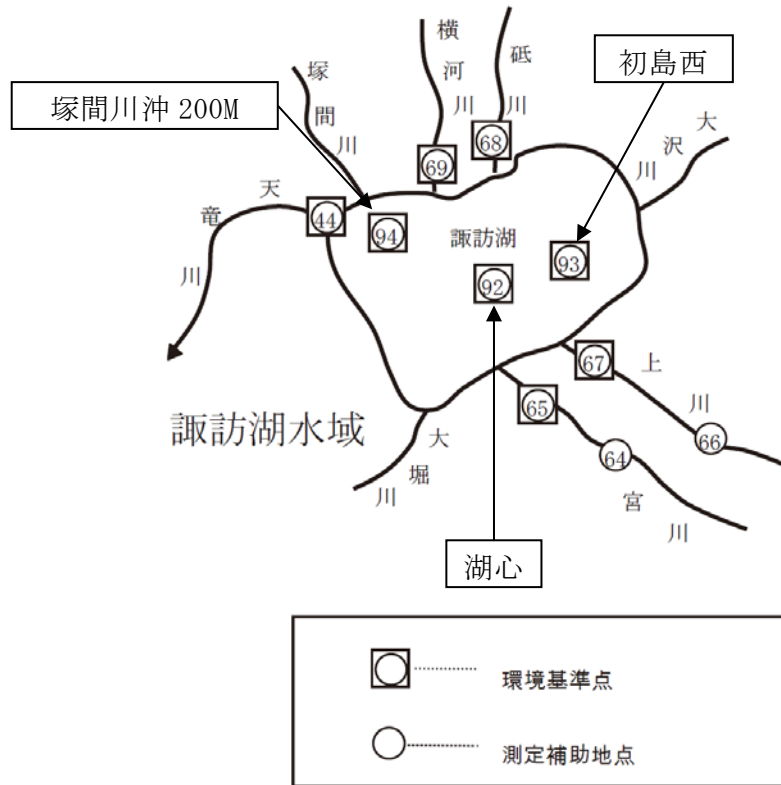 横河川
砥川
初島西
塚間川
塚間川沖 200M
大沢川
68
69
天竜川
44
94
諏訪湖
93
92
67
上川
65
66
諏訪湖水域
大堀川
64
宮川
湖心
環境基準点
測定補助地点